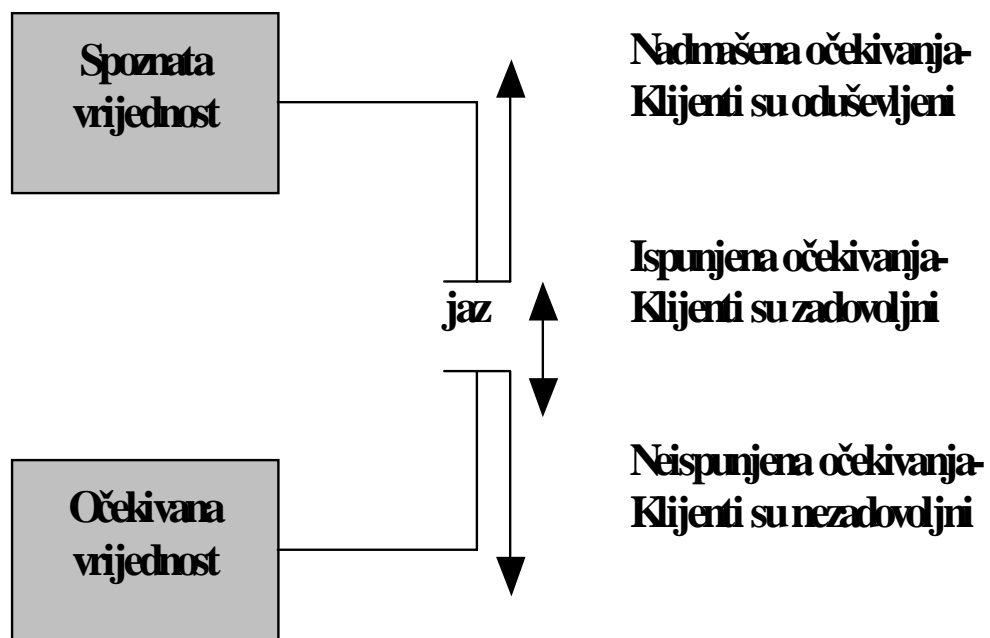 Spoznata
vrijednost
Nadmašena očekivanja-
Klijenti su oduševljeni
Ispunjena očekivanja-
Klijenti su zadovoljni
jaz
Neispunjena očekivanja-
Klijenti su nezadovoljni
Očekivana
vrijednost